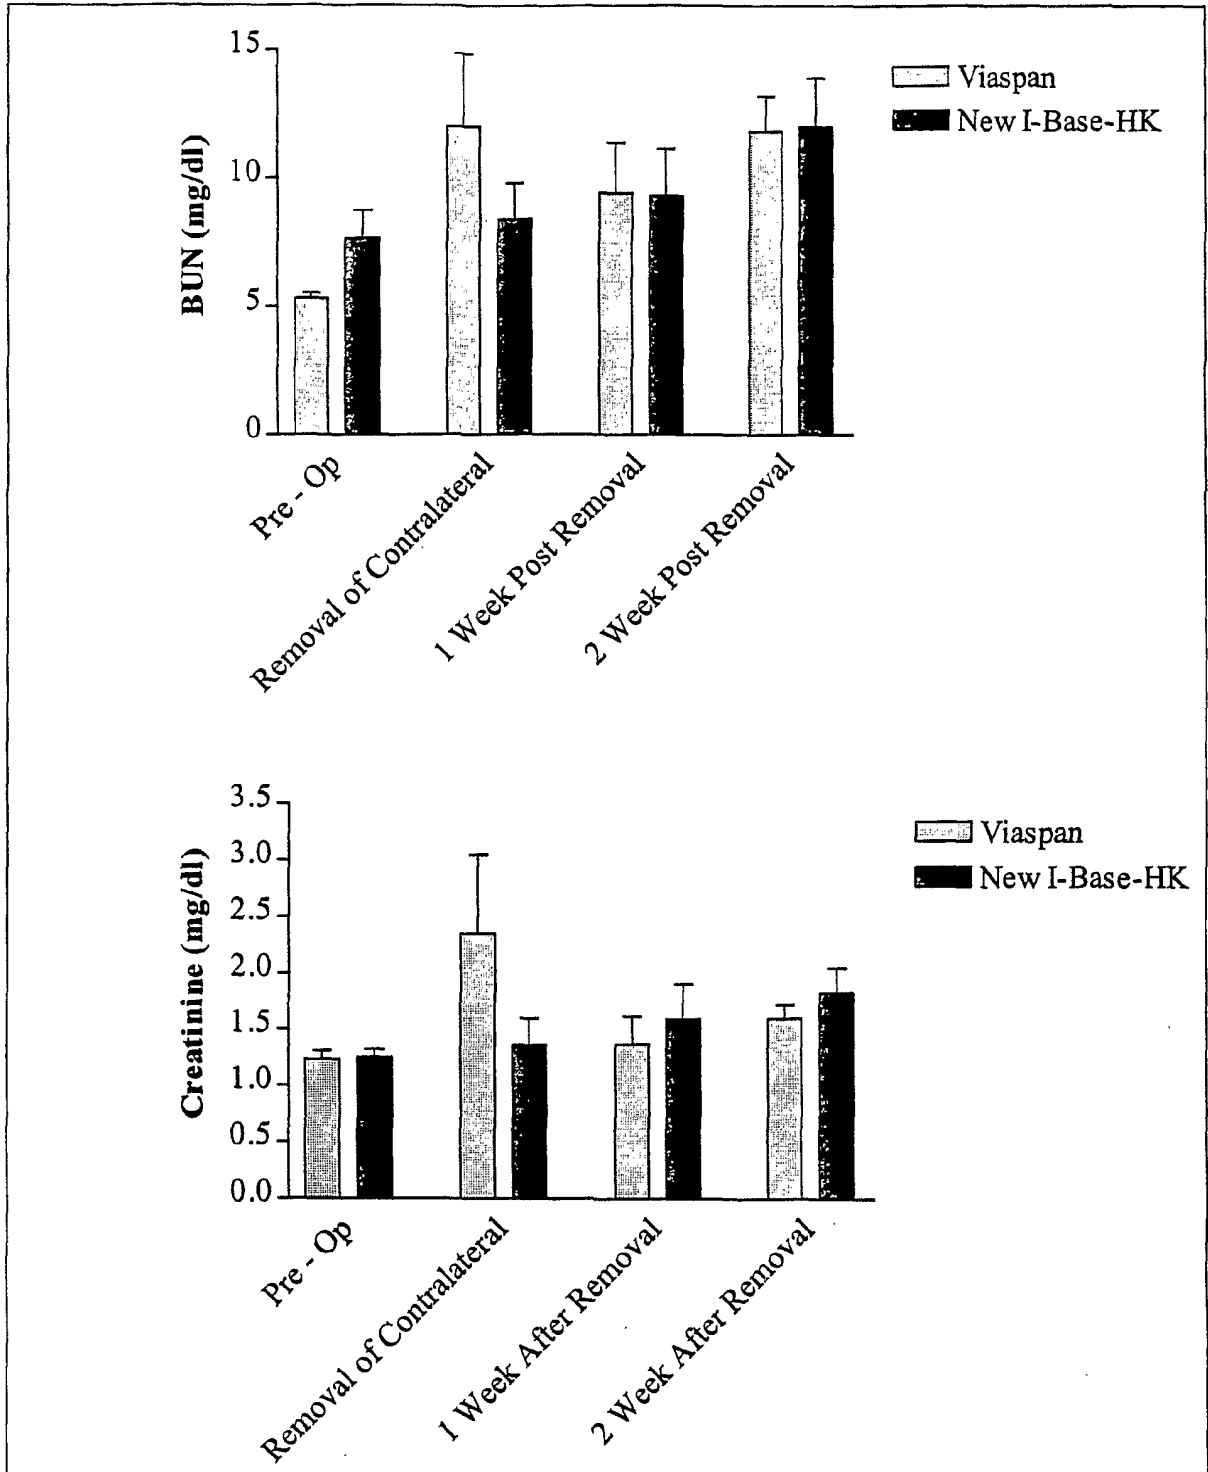 15
10
5
0
BUN (mg/dl)
Viaspan
New I-Base-HK
Pre - Op
Removal of Contralateral
1 Week Post Removal
2 Week Post Removal
3.5
3.0
2.5
2.0
1.5
1.0
0.5
0.0
Creatinine (mg/dl)
Viaspan
New I-Base-HK
Pre - Op
Removal of Contralateral
1 Week After Removal
2 Week After Removal